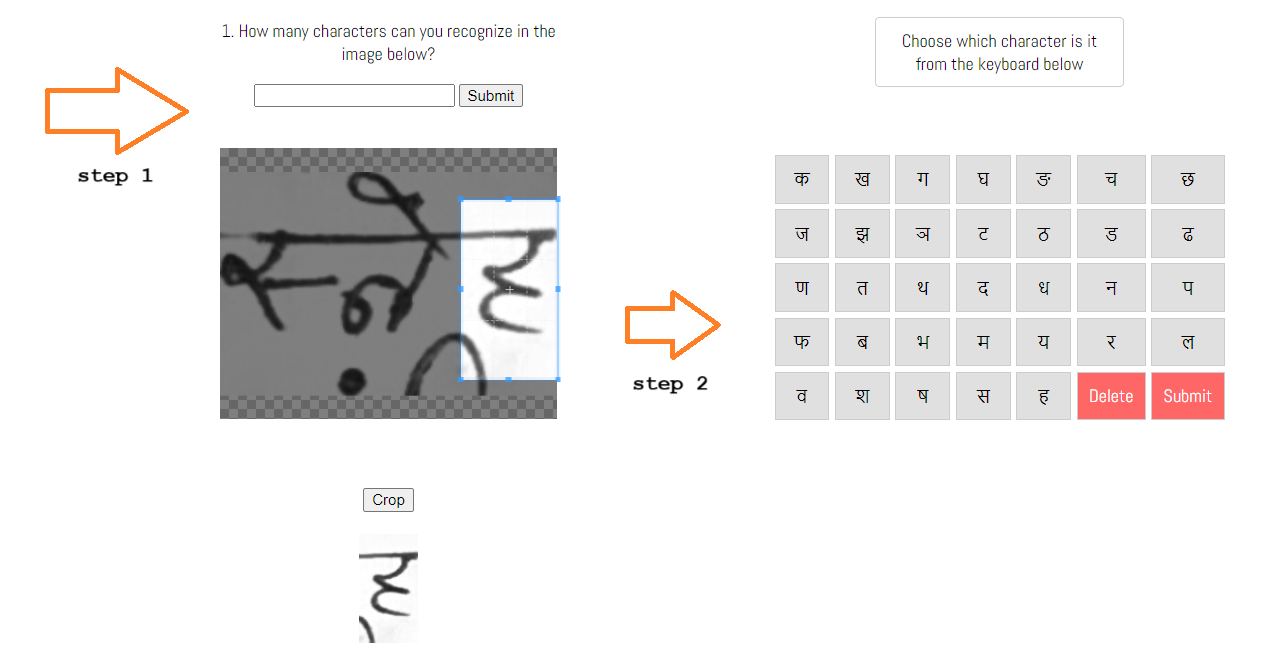 1. How many characters can you recognize in the
image below?
Submit
step 1
Crop
step 2
Choose which character is it
from the keyboard below
क ख ग घ ङ च छ
ज झ ञ ट ठ ड ढ
ण त थ द ध न प
फ ब भ म य र ल
व श ष स ह Delete Submit